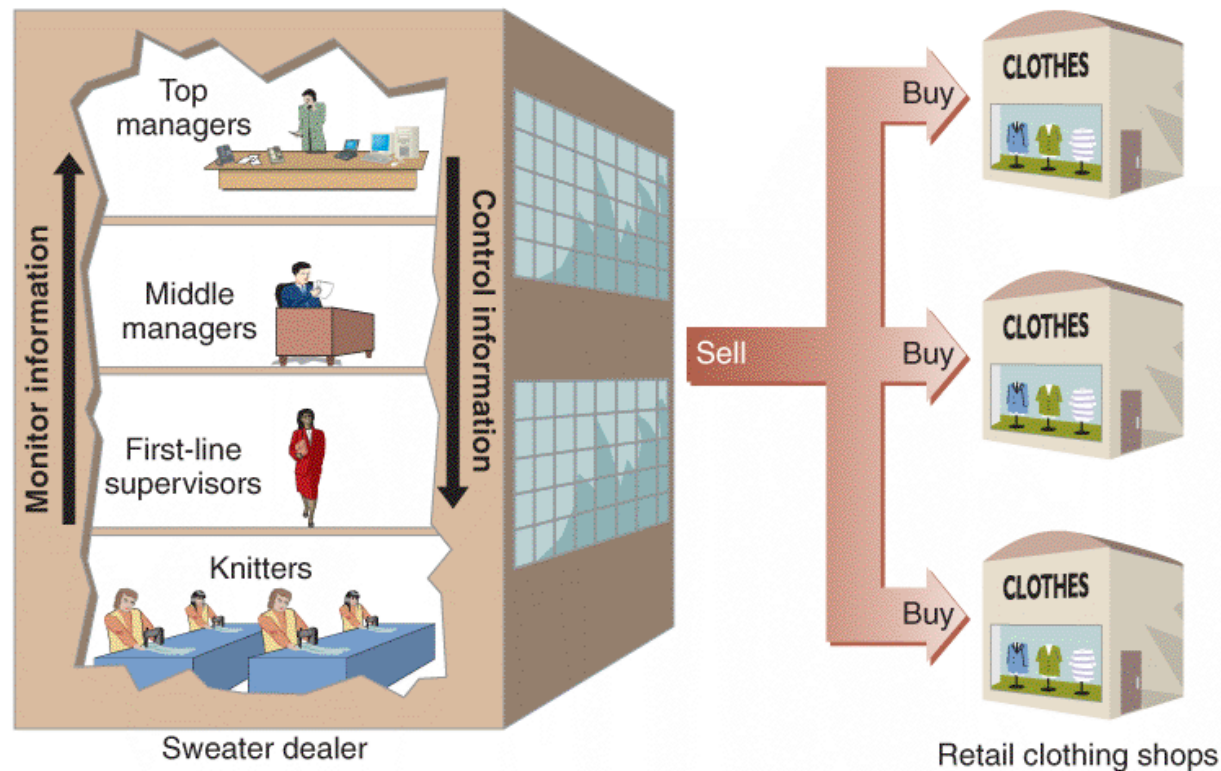 Top
managers
Middle
managers
First-line
supervisors
Knitters
Monitor information
Control information
Sweater dealer
Sell
Buy
Buy
Buy
CLOTHES
CLOTHES
CLOTHES
Retail clothing shops